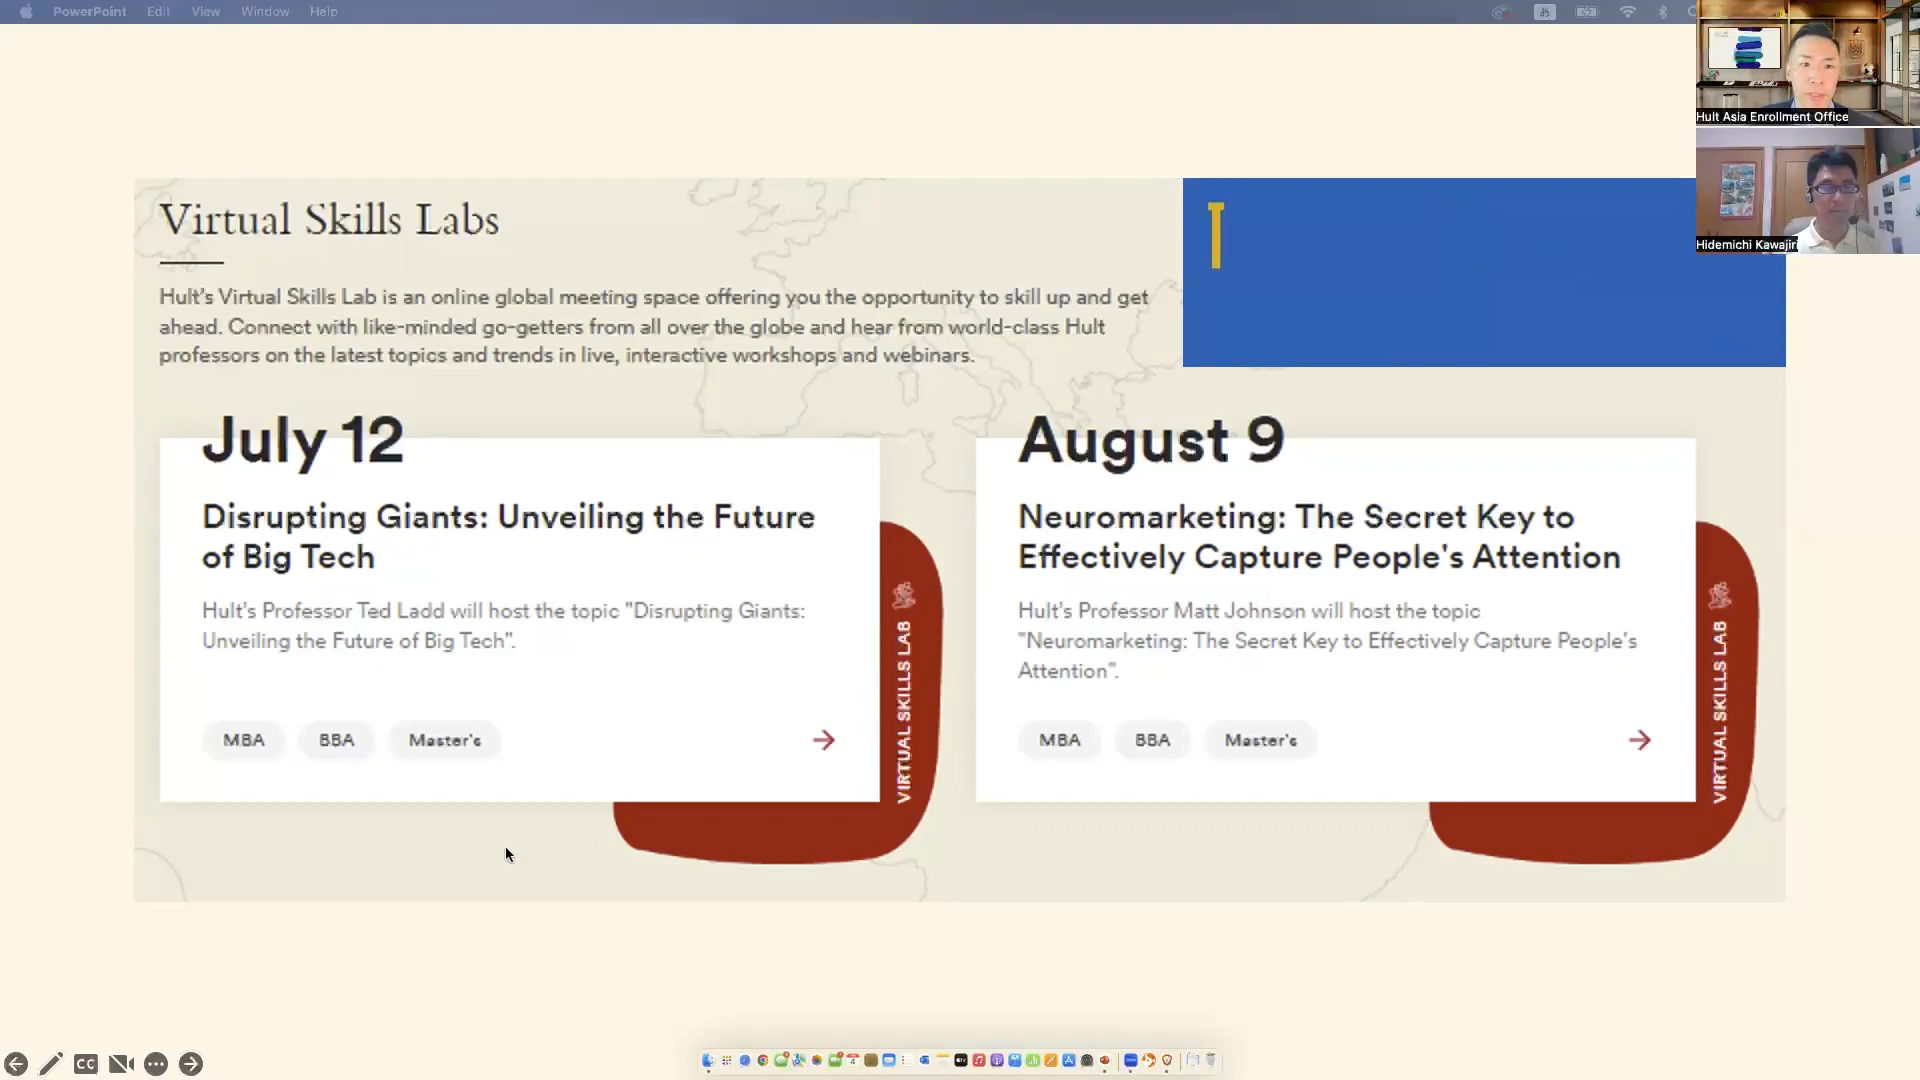 PowerPoint Edit View Window Help
あ
Hult Asia Enrollment Office
Hidemichi Kawajiri
Virtual Skills Labs
Hult's Virtual Skills Lab is an online global meeting space offering you the opportunity to skill up and get
ahead. Connect with like-minded go-getters from all over the globe and hear from world-class Hult
professors on the latest topics and trends in live, interactive workshops and webinars.
July 12
Disrupting Giants: Unveiling the Future
of Big Tech
Hult's Professor Ted Ladd will host the topic "Disrupting Giants:
Unveiling the Future of Big Tech".
MBA BBA Master's
VIRTUAL SKILLS LAB
August 9
Neuromarketing: The Secret Key to
Effectively Capture People's Attention
Hult's Professor Matt Johnson will host the topic
"Neuromarketing: The Secret Key to Effectively Capture People's
Attention".
MBA BBA Master's
VIRTUAL SKILLS LAB
CC